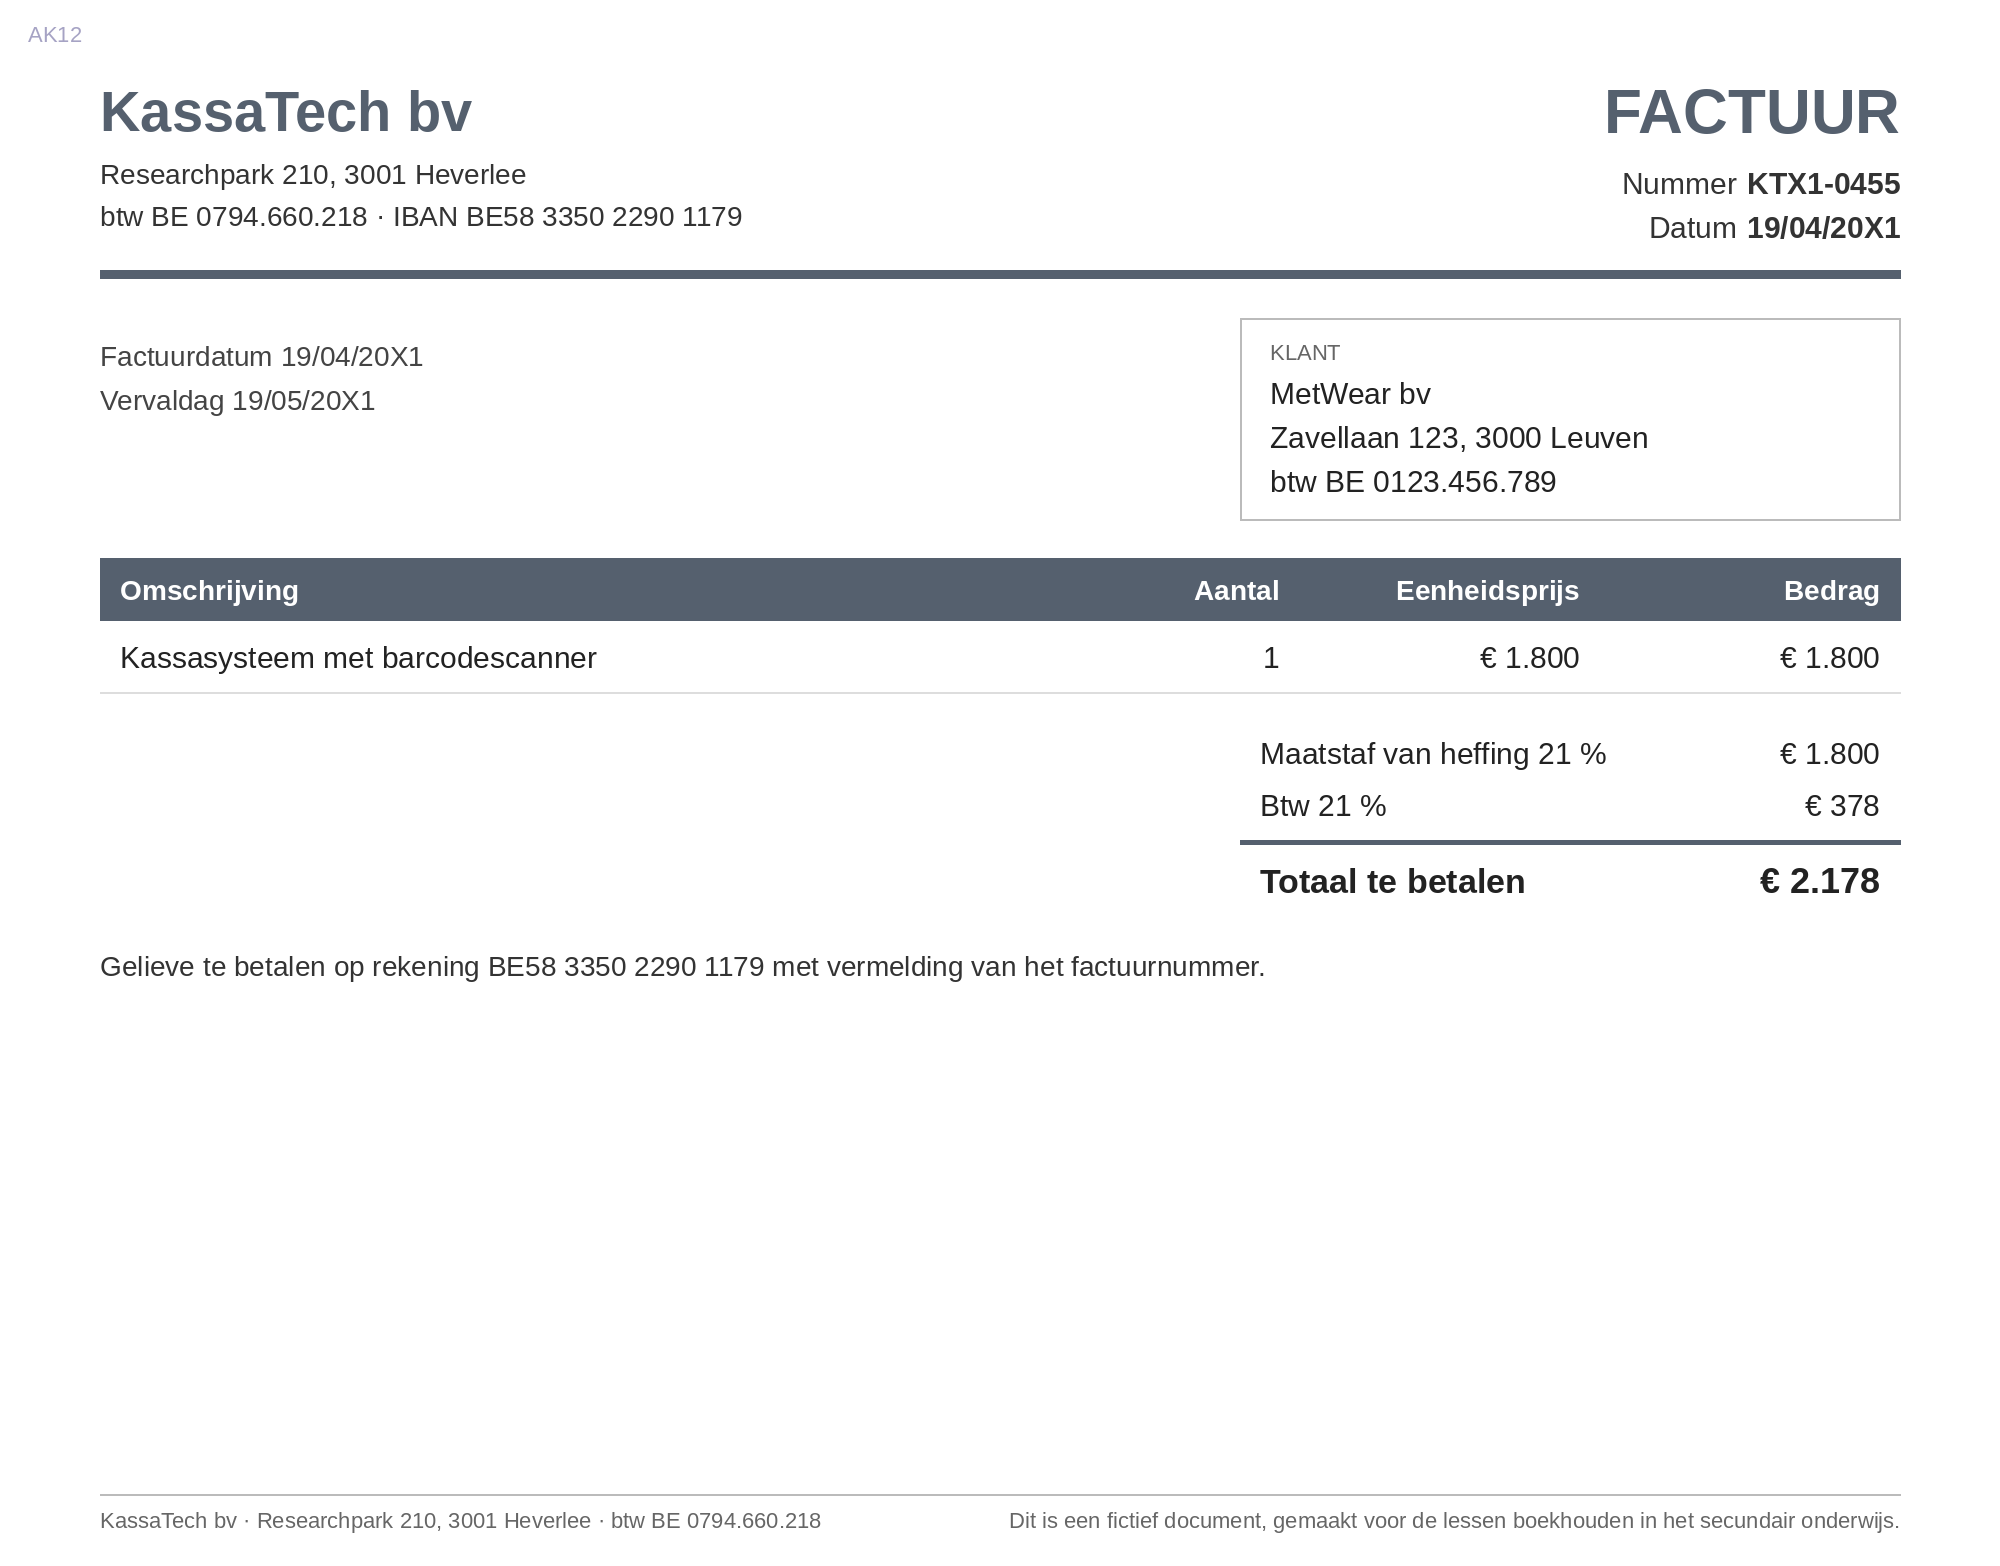 AK12
KassaTech bv
Researchpark 210, 3001 Heverlee
btw BE 0794.660.218 · IBAN BE58 3350 2290 1179
FACTUUR
Nummer KTX1-0455
Datum 19/04/20X1
Factuurdatum 19/04/20X1
Vervaldag 19/05/20X1
KLANT
MetWear bv
Zavellaan 123, 3000 Leuven
btw BE 0123.456.789
Omschrijving Aantal Eenheidsprijs Bedrag
Kassasysteem met barcodescanner 1 € 1.800 € 1.800
Maatstaf van heffing 21 % € 1.800
Btw 21 % € 378
Totaal te betalen € 2.178
Gelieve te betalen op rekening BE58 3350 2290 1179 met vermelding van het factuurnummer.
KassaTech bv · Researchpark 210, 3001 Heverlee · btw BE 0794.660.218
Dit is een fictief document, gemaakt voor de lessen boekhouden in het secundair onderwijs.